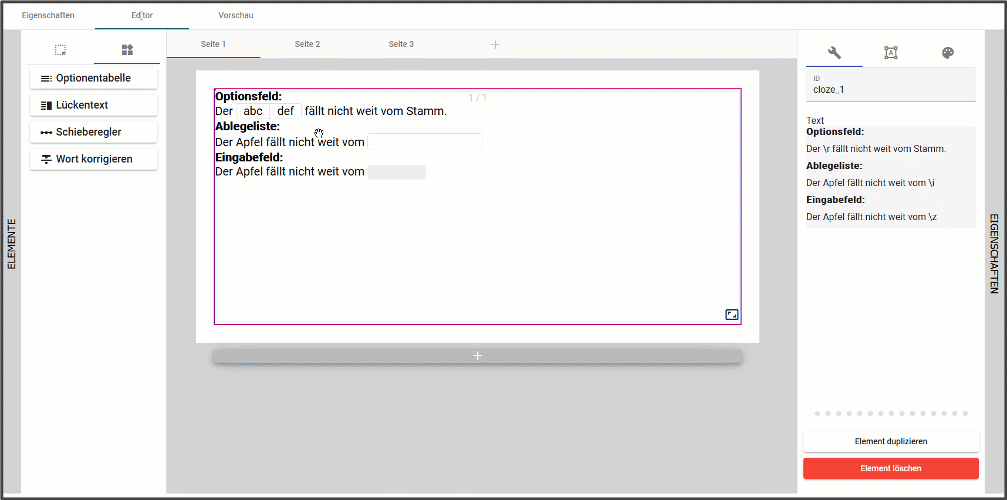 Eigenschaften Editor Vorschau
Seite 1 Seite 2 Seite 3 +
Optionentabelle
Lückentext
Schieberegler
Wort korrigieren
ELEMENTE
1 / 1
Optionsfeld:
Der abc def fällt nicht weit vom Stamm.
Ablegeliste:
Der Apfel fällt nicht weit vom
Eingabefeld:
Der Apfel fällt nicht weit vom
+
A
ID
cloze_1
Text
Optionsfeld:
Der \r fällt nicht weit vom Stamm.
Ablegeliste:
Der Apfel fällt nicht weit vom \i
Eingabefeld:
Der Apfel fällt nicht weit vom \z
Element duplizieren
Element löschen
EIGENSCHAFTEN